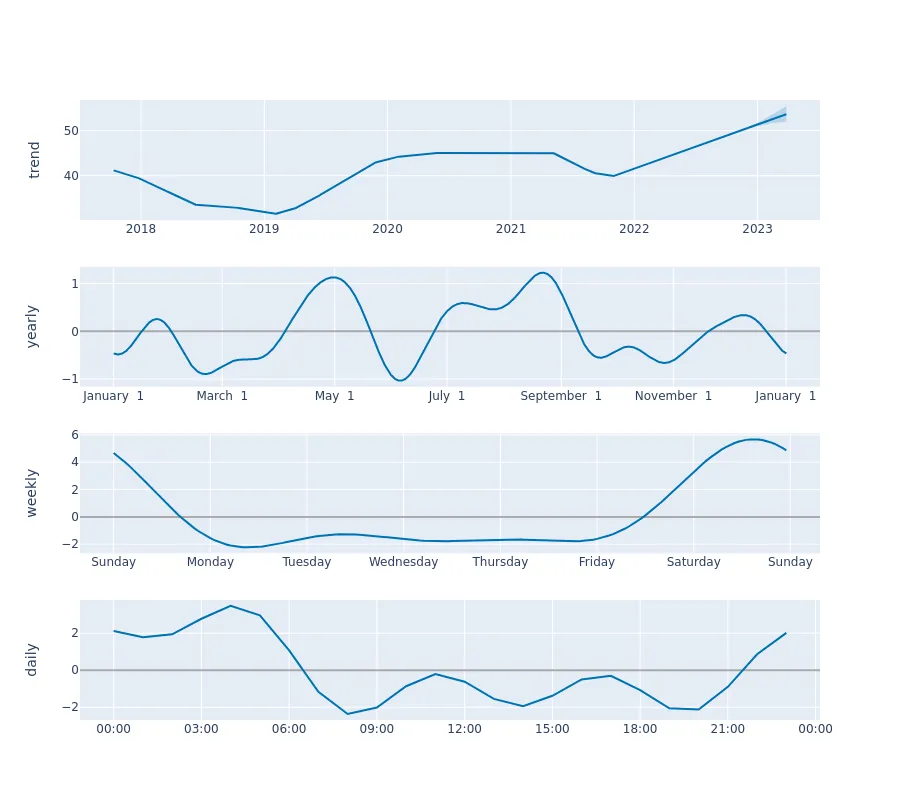 trend
50
40
2018 2019 2020 2021 2022 2023
yearly
1
0
−1
January 1 March 1 May 1 July 1 September 1 November 1 January 1
weekly
6
4
2
0
−2
Sunday Monday Tuesday Wednesday Thursday Friday Saturday Sunday
daily
2
0
−2
00:00 03:00 06:00 09:00 12:00 15:00 18:00 21:00 00:00